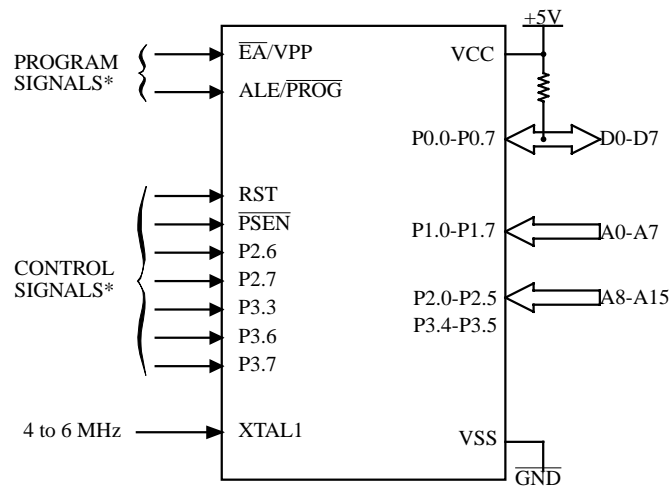 +5V
PROGRAM
SIGNALS*
EA/VPP
ALE/PROG
VCC
P0.0-P0.7
D0-D7
CONTROL
SIGNALS*
RST
PSEN
P2.6
P2.7
P3.3
P3.6
P3.7
P1.0-P1.7
A0-A7
P2.0-P2.5
P3.4-P3.5
A8-A15
4 to 6 MHz
XTAL1
VSS
GND